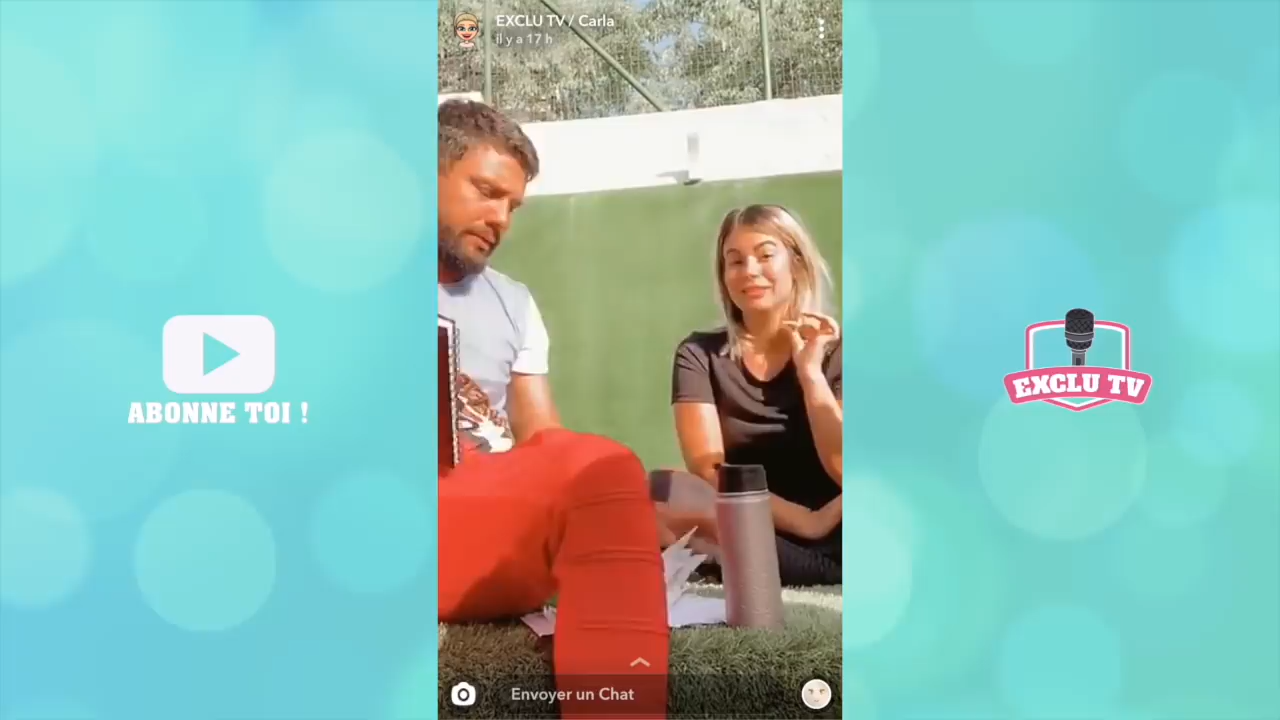 EXCLU TV / Carla
il y a 17 h
ABONNE TOI !
EXCLU TV
Envoyer un Chat